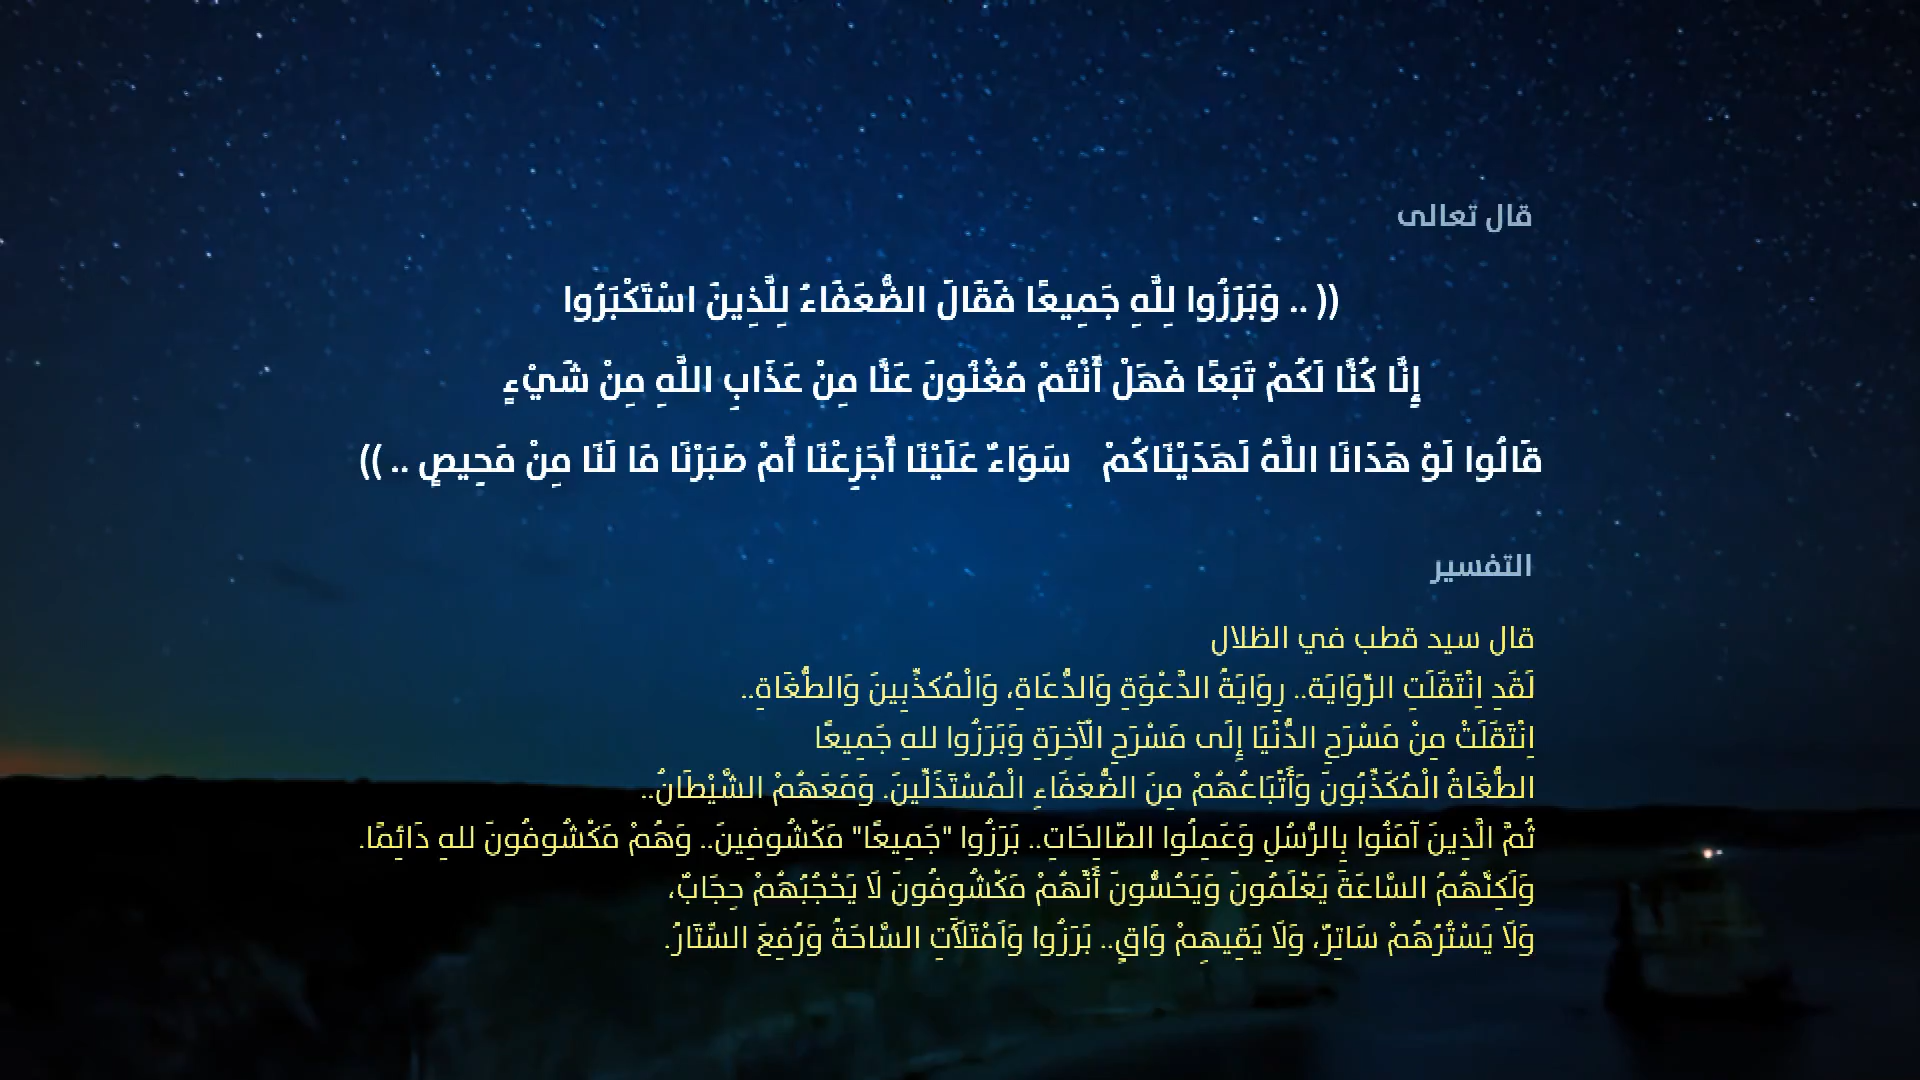 قال تعالى
(( .. وَبَرَزُوا لِلَّهِ جَمِيعًا فَقَالَ الضُّعَفَاءُ لِلَّذِينَ اسْتَكْبَرُوا
إِنَّا كُنَّا لَكُمْ تَبَعًا فَهَلْ أَنْتُمْ مُغْنُونَ عَنَّا مِنْ عَذَابِ اللَّهِ مِنْ شَيْءٍ
قَالُوا لَوْ هَدَانَا اللَّهُ لَهَدَيْنَاكُمْ سَوَاءٌ عَلَيْنَا أَجَزِعْنَا أَمْ صَبَرْنَا مَا لَنَا مِنْ مَحِيصٍ .. ))
التفسير
قال سيد قطب في الظلال
لَقَدِ اِنْتَقَلَتِ الرِّوَايَة.. رِوَايَةُ الدَّعْوَةِ وَالدُّعَاةِ، وَالْمُكذِّبِينَ وَالطُّغَاةِ..
اِنْتَقَلَتْ مِنْ مَسْرَحِ الدُّنْيَا إِلَى مَسْرَحِ الْآخِرَةِ وَبَرَزُوا للهِ جَمِيعًا
الطُّغَاةُ الْمُكَذِّبُونَ وَأَتْبَاعُهُمْ مِنَ الضُّعَفَاءِ الْمُسْتَذَلِّينَ. وَمَعَهُمْ الشَّيْطَانُ..
ثُمَّ الَّذِينَ آمَنُوا بِالرُّسُلِ وَعَمِلُوا الصَّالِحَاتِ.. بَرَزُوا "جَمِيعًا" مَكْشُوفِينَ.. وَهُمْ مَكْشُوفُونَ للهِ دَائِمًا.
وَلَكِنَّهُمُ السَّاعَةَ يَعْلَمُونَ وَيَحُسُّونَ أَنَّهُمْ مَكْشُوفُونَ لَا يَحْجُبُهُمْ حِجَابٌ،
وَلَا يَسْتُرُهُمْ سَاتِرٌ، وَلَا يَقِيهِمْ وَاقٍ.. بَرَزُوا وَاَمْتَلَأَتِ السَّاحَةُ وَرُفِعَ السِّتَارُ.